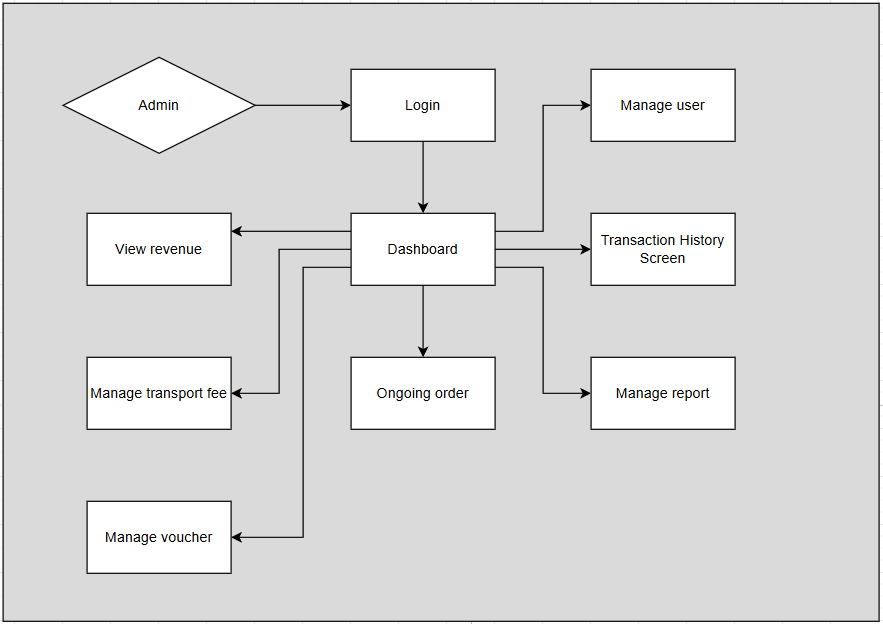 Admin
Login
Manage user
View revenue
Dashboard
Transaction History
Screen
Manage transport fee
Ongoing order
Manage report
Manage voucher